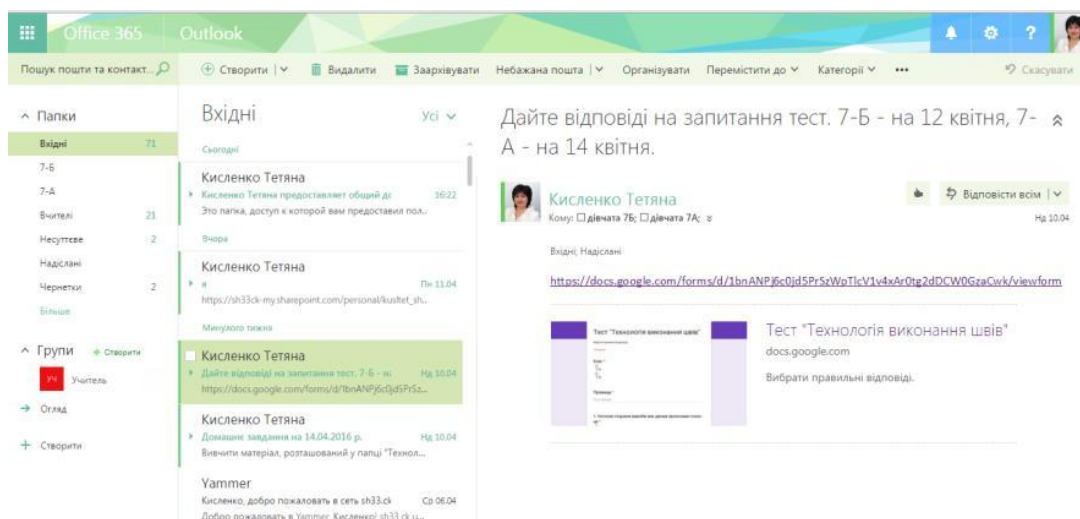 Office 365
Outlook
?
Пошук пошти та контакт...
Створити
Видалити
Заархівувати
Небажана пошта
Організувати
Перемістити до
Категорії
•••
Скасувати
Папки
Вхідні 71
7-Б
7-А
Вчителі 21
Несуттєве 2
Надіслані
Чернетки 2
Більше
Групи + Створити
УЧ Учитель
Огляд
Створити
Вхідні
Усі
Сьогодні
Кисленко Тетяна
Кисленко Тетяна предоставляет общий дс 16:22
Это папка, доступ к которой вам предоставил пол..
Вчора
Кисленко Тетяна
я Пн 11.04
https://sh33ck-my.sharepoint.com/personal/kusltet_sh..
Минулого тижня
Кисленко Тетяна
Дайте відповіді на запитання тест. 7-Б - на Нд 10.04
https://docs.google.com/forms/d/1bnANPj6c0jd5PrSz...
Кисленко Тетяна
Домашнє завдання на 14.04.2016 р. Нд 10.04
Вивчити матеріал, розташований у папці "Технол...
Yammer
Кисленко, добро пожаловать в сеть sh33.ck Ср 06.04
Добро пожаловать в Yammer, Кисленко! sh33.ck.u...
Дайте відповіді на запитання тест. 7-Б - на 12 квітня, 7-
А - на 14 квітня.
Кисленко Тетяна
Відповісти всім
Кому: дівчата 7Б; дівчата 7А;
Нд 10.04
Вхідні; Надіслані
https://docs.google.com/forms/d/1bnANPj6c0jd5PrSzWpTlcV1v4xAr0tg2dDCW0GzaCwk/viewform
Тест "Технологія виконання швів"
Тест "Технологія виконання швів"
docs.google.com
Вибрати правильні відповіді.